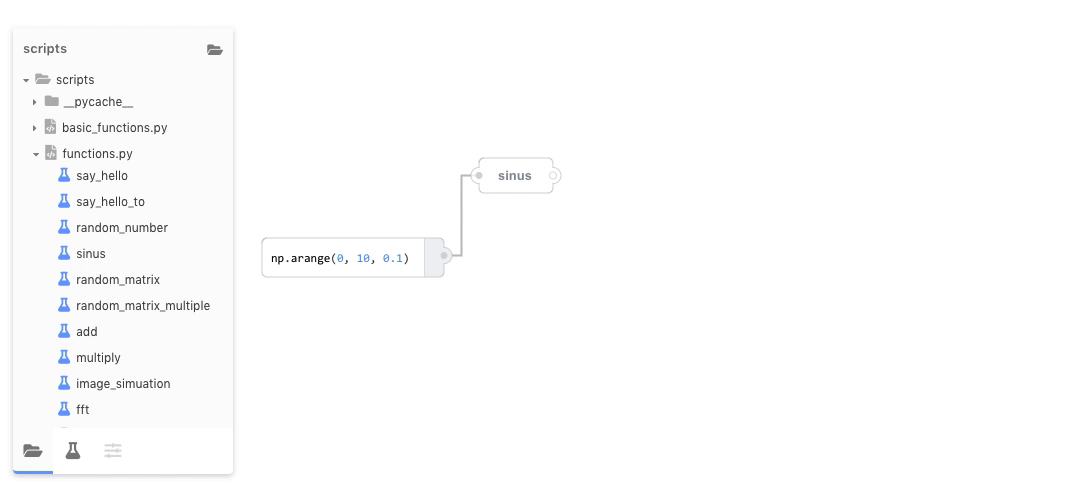 scripts
scripts
__pycache__
basic_functions.py
functions.py
say_hello
say_hello_to
random_number
sinus
random_matrix
random_matrix_multiple
add
multiply
image_simuation
fft
sinus
np.arange(0, 10, 0.1)